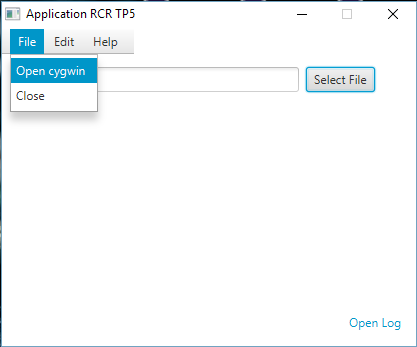 Application RCR TP5
File Edit Help
Open cygwin
Select File
Close
Open Log